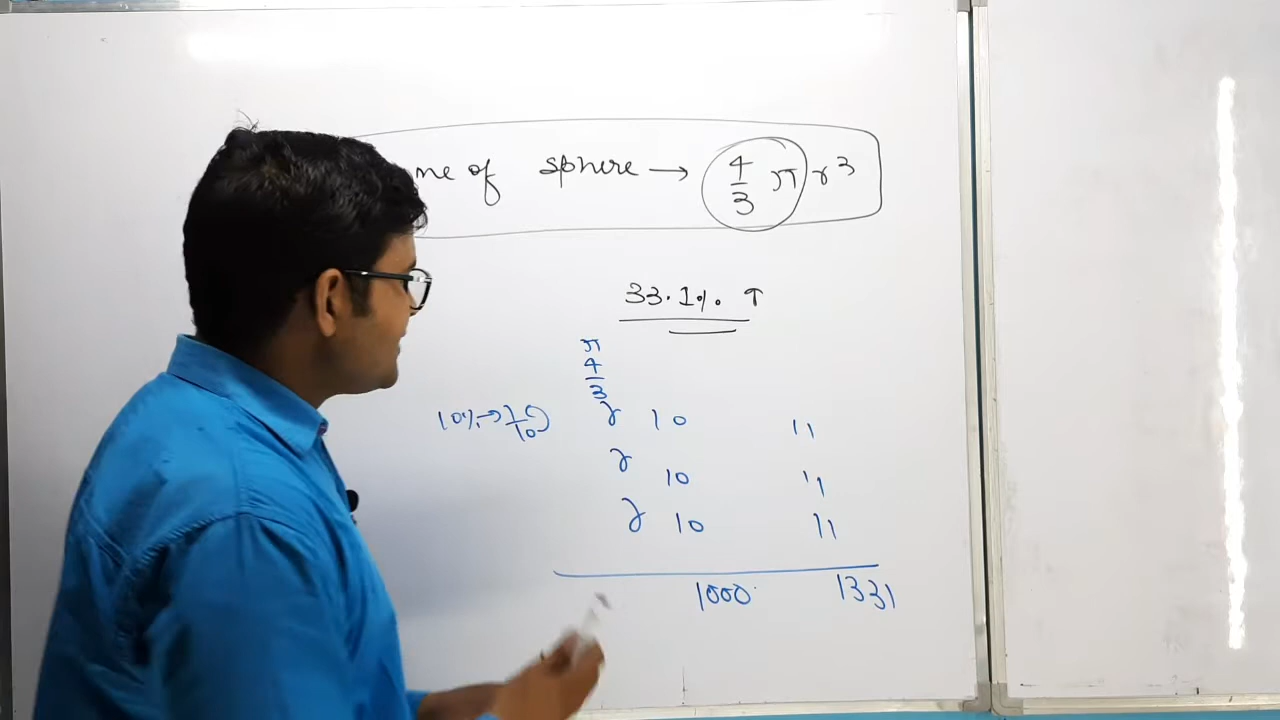 me of sphere → 4/3 π r³
33.1% ↑
π
4/3
10% → 1/10 r 10 11
r 10 11
r 10 11
1000 1331